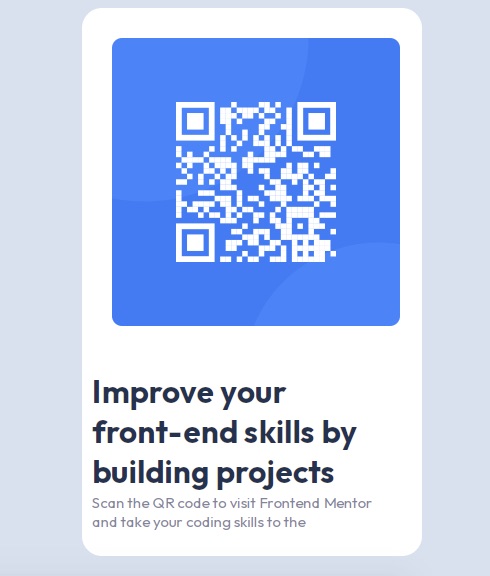 Improve your
front-end skills by
building projects
Scan the QR code to visit Frontend Mentor
and take your coding skills to the